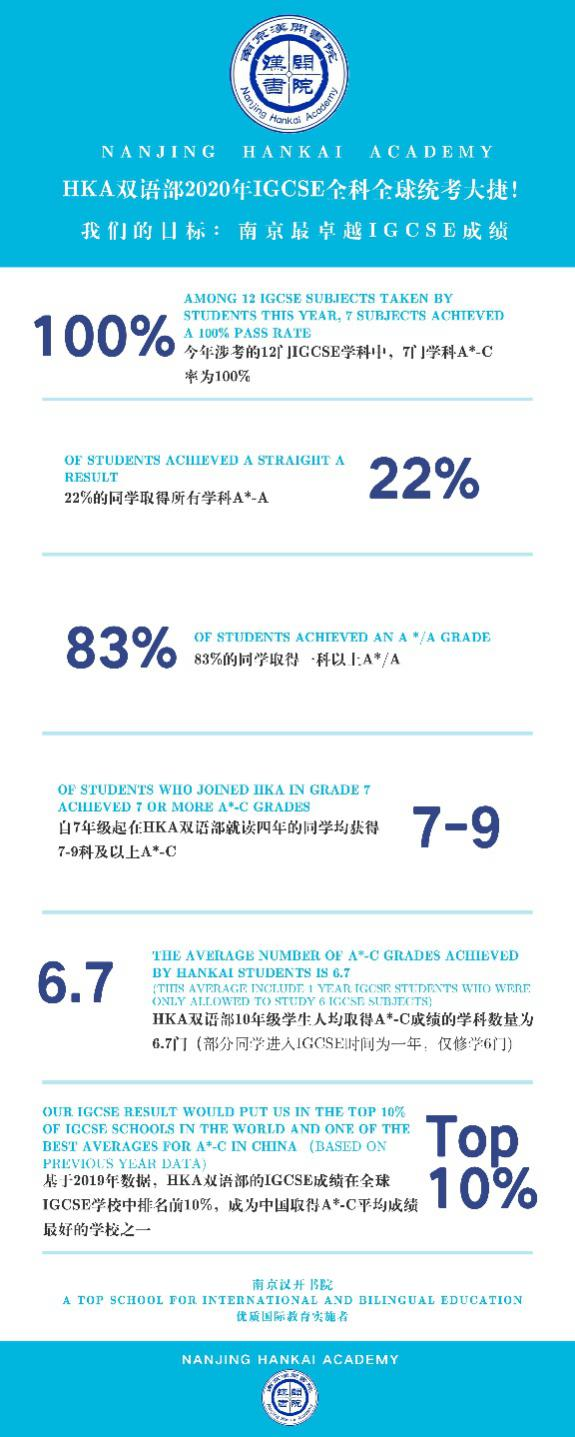 南京漢開書院
漢開
書院
Nanjing Hankai Academy
NANJING HANKAI ACADEMY
HKA双语部2020年IGCSE全科全球统考大捷！
我们的目标：南京最卓越IGCSE成绩
100%
AMONG 12 IGCSE SUBJECTS TAKEN BY
STUDENTS THIS YEAR, 7 SUBJECTS ACHIEVED
A 100% PASS RATE
今年涉考的12门IGCSE学科中，7门学科A*-C
率为100%
OF STUDENTS ACHIEVED A STRAIGHT A
RESULT
22%的同学取得所有学科A*-A
22%
83%
OF STUDENTS ACHIEVED AN A */A GRADE
83%的同学取得一科以上A*/A
OF STUDENTS WHO JOINED HKA IN GRADE 7
ACHIEVED 7 OR MORE A*-C GRADES
自7年级起在HKA双语部就读四年的同学均获得
7-9科及以上A*-C
7-9
6.7
THE AVERAGE NUMBER OF A*-C GRADES ACHIEVED
BY HANKAI STUDENTS IS 6.7
(THIS AVERAGE INCLUDE 1 YEAR IGCSE STUDENTS WHO WERE
ONLY ALLOWED TO STUDY 6 IGCSE SUBJECTS)
HKA双语部10年级学生人均取得A*-C成绩的学科数量为
6.7门（部分同学进入IGCSE时间为一年，仅修学6门）
OUR IGCSE RESULT WOULD PUT US IN THE TOP 10%
OF IGCSE SCHOOLS IN THE WORLD AND ONE OF THE
BEST AVERAGES FOR A*-C IN CHINA （BASED ON
PREVIOUS YEAR DATA)
基于2019年数据，HKA双语部的IGCSE成绩在全球
IGCSE学校中排名前10%，成为中国取得A*-C平均成绩
最好的学校之一
Top
10%
南京汉开书院
A TOP SCHOOL FOR INTERNATIONAL AND BILINGUAL EDUCATION
优质国际教育实施者
NANJING HANKAI ACADEMY
南京漢開書院
漢開
書院